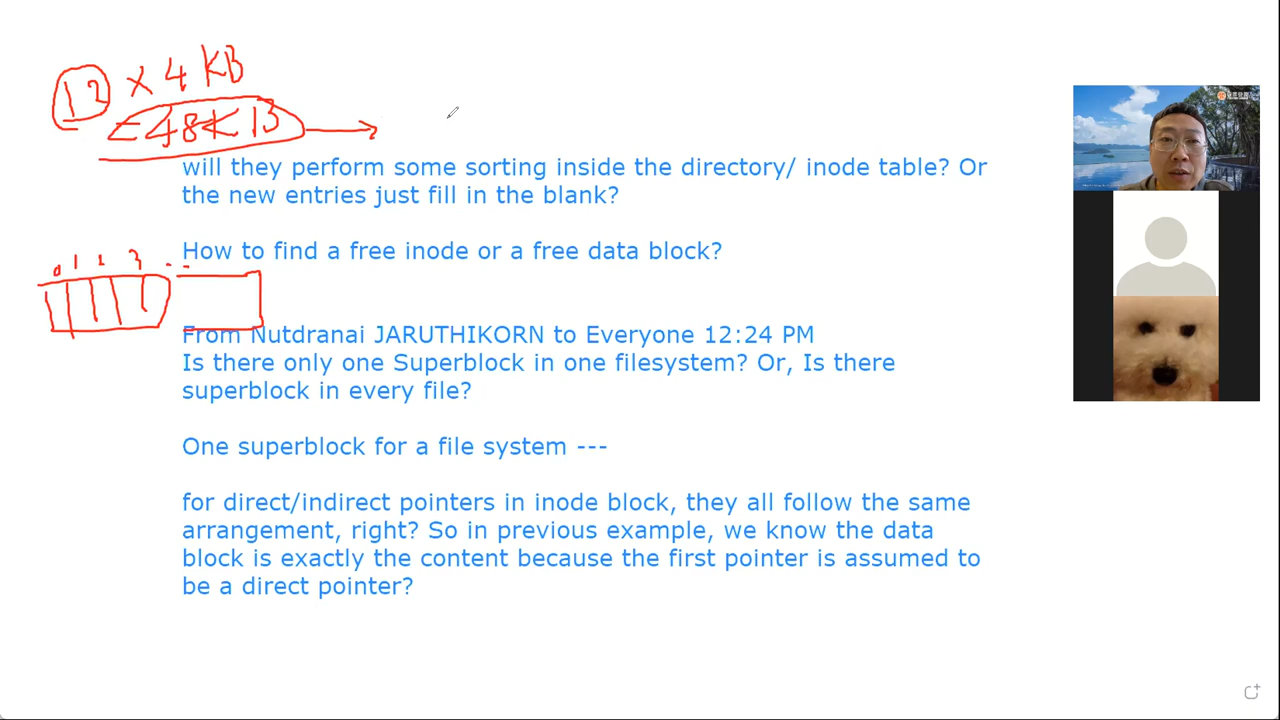 12 × 4 KB
= 48KB
will they perform some sorting inside the directory/ inode table? Or
the new entries just fill in the blank?
How to find a free inode or a free data block?
0 1 2 3 . . . .
From Nutdranai JARUTHIKORN to Everyone 12:24 PM
Is there only one Superblock in one filesystem? Or, Is there
superblock in every file?
One superblock for a file system ---
for direct/indirect pointers in inode block, they all follow the same
arrangement, right? So in previous example, we know the data
block is exactly the content because the first pointer is assumed to
be a direct pointer?